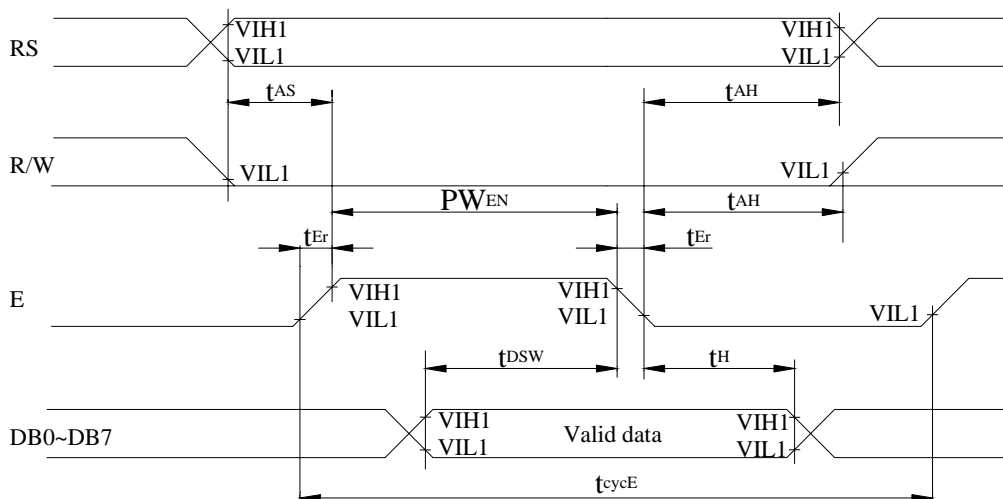 VIH1 VIH1
RS
VIL1 VIL1
tAS tAH
R/W
VIL1 VIL1
PWEN tAH
tEr tEr
E
VIH1 VIH1
VIL1 VIL1 VIL1
tDSW tH
VIH1 VIH1
DB0~DB7 Valid data
VIL1 VIL1
tcycE